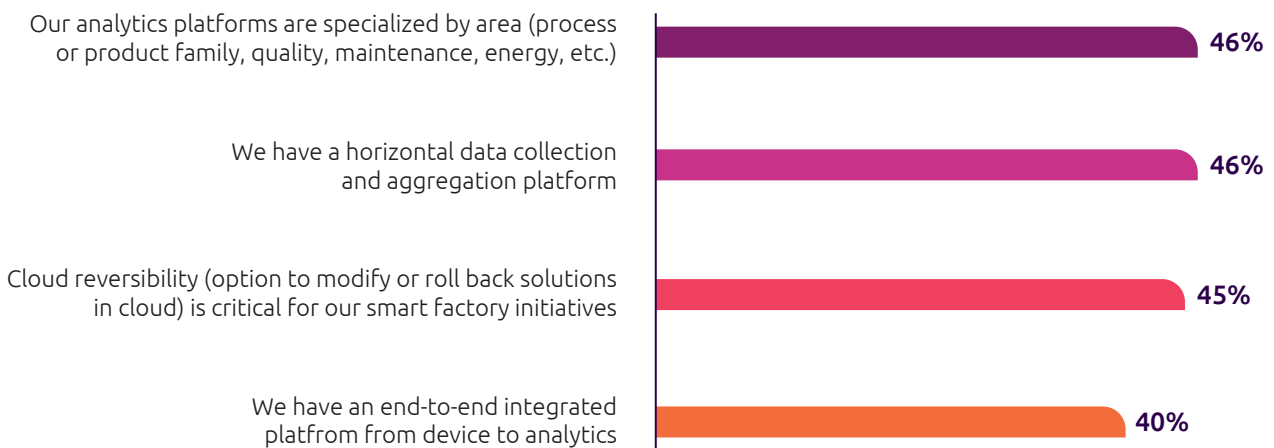 Our analytics platforms are specialized by area (process
or product family, quality, maintenance, energy, etc.)
46%
We have a horizontal data collection
and aggregation platform
46%
Cloud reversibility (option to modify or roll back solutions
in cloud) is critical for our smart factory initiatives
45%
We have an end-to-end integrated
platfrom from device to analytics
40%